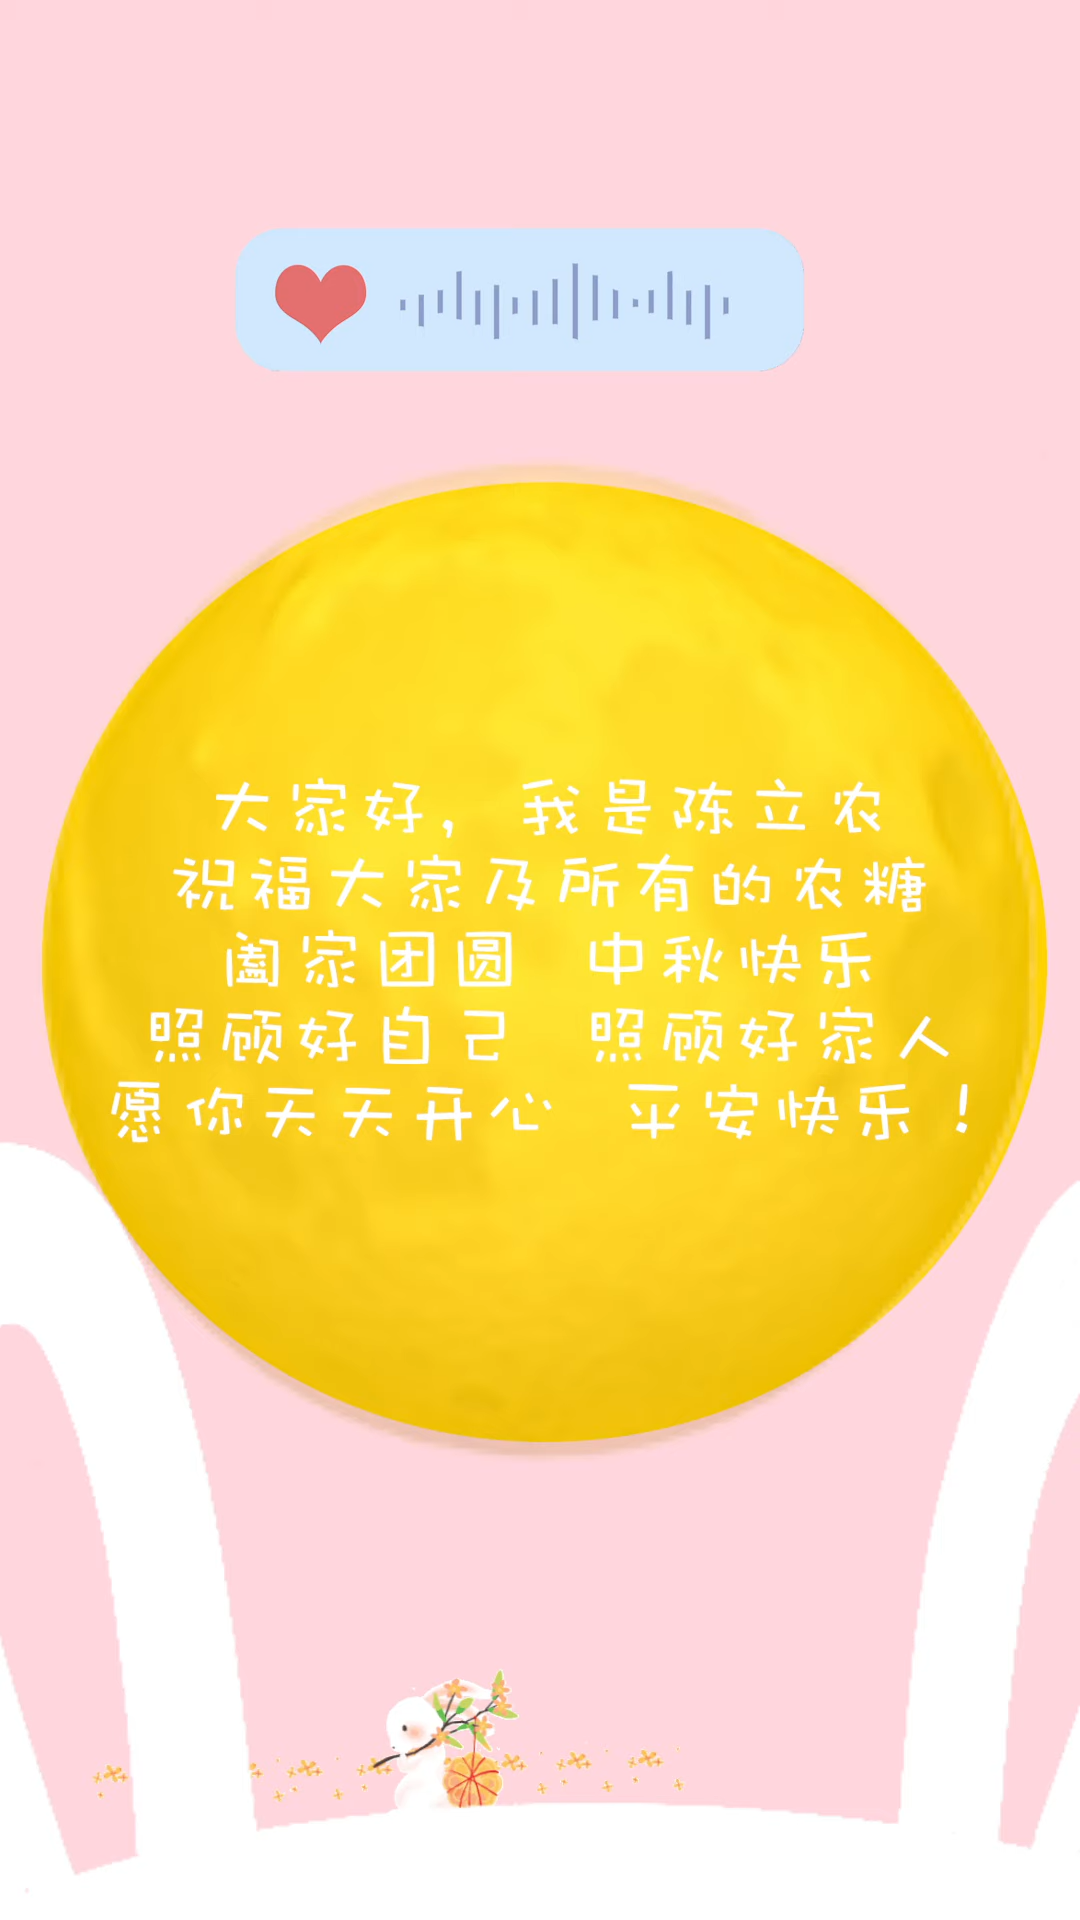 大家好，我是陈立农
祝福大家及所有的农糖
阖家团圆 中秋快乐
照顾好自己 照顾好家人
愿你天天开心 平安快乐！